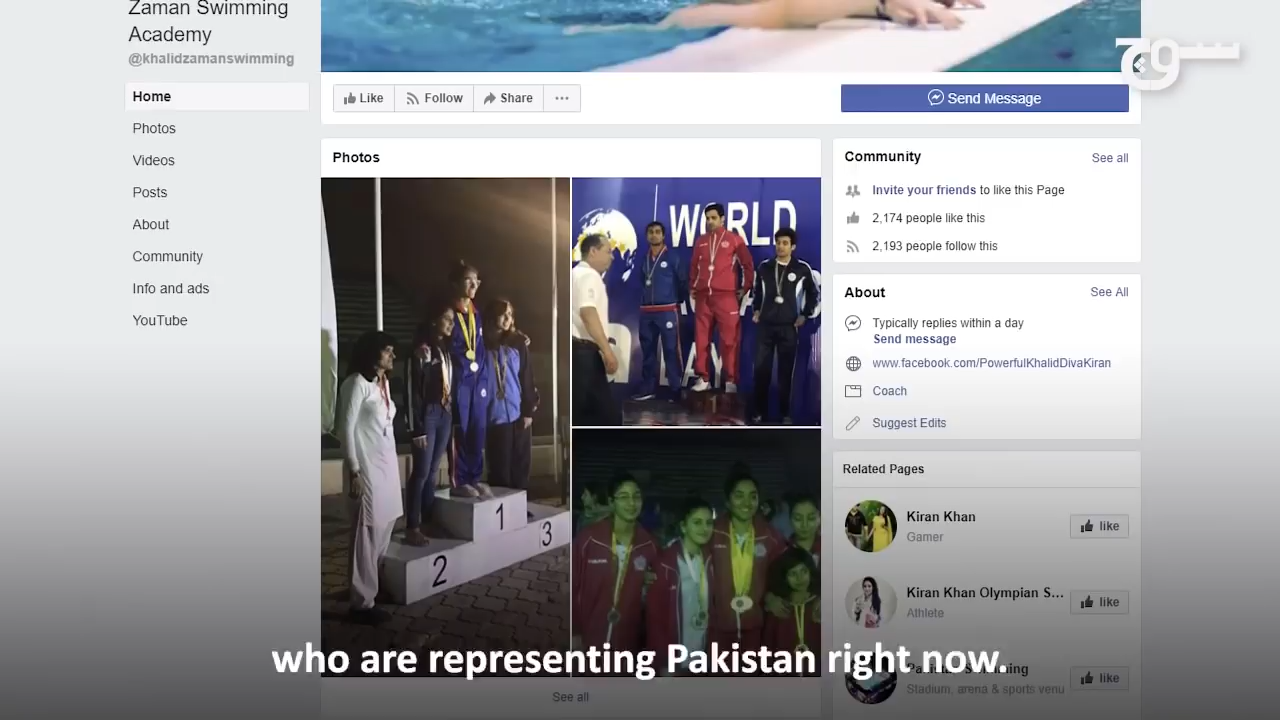 Zaman Swimming
Academy
@khalidzamanswimming
Home
Photos
Videos
Posts
About
Community
Info and ads
YouTube
Like
Follow
Share
Send Message
سوچ
Photos
WORLD
1
2
3
See all
Community
See all
Invite your friends to like this Page
2,174 people like this
2,193 people follow this
About
See All
Typically replies within a day
Send message
www.facebook.com/PowerfulKhalidDivaKiran
Coach
Suggest Edits
Related Pages
Kiran Khan
Gamer
like
Kiran Khan Olympian S...
Athlete
like
Swimming
Stadium, arena & sports venu
like
who are representing Pakistan right now.